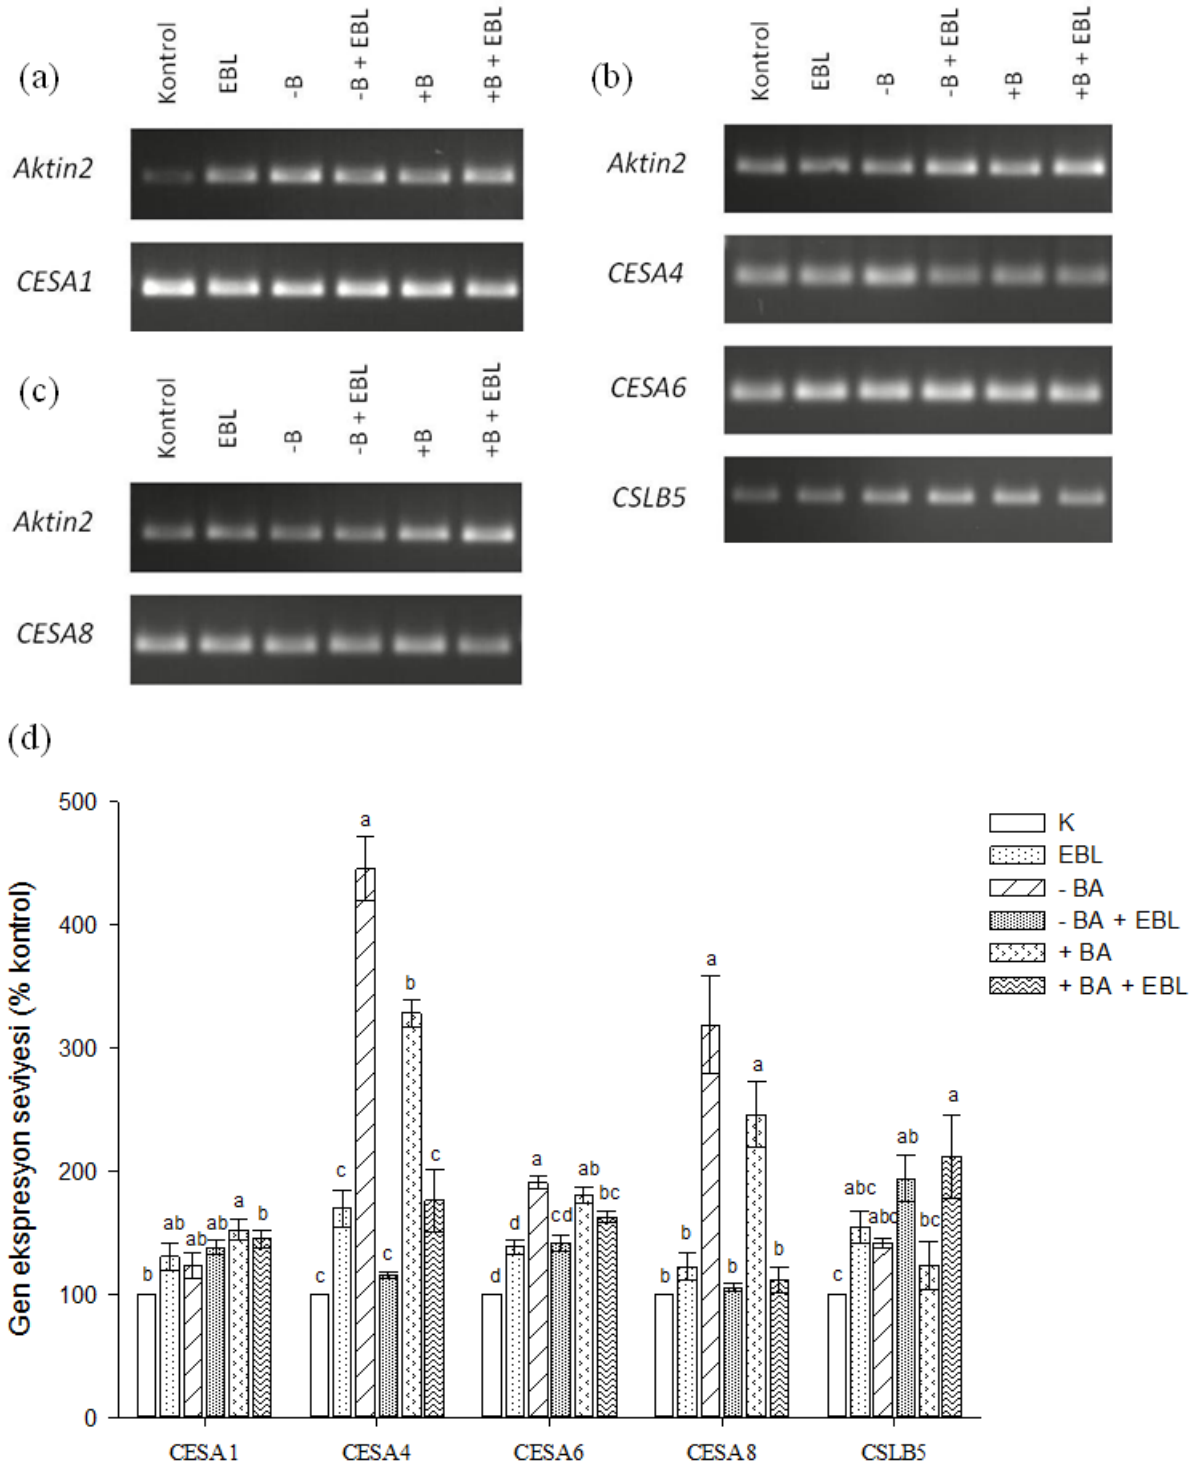 (a)
Kontrol
EBL
-B
-B + EBL
+B
+B + EBL
Aktin2
CESA1
(b)
Kontrol
EBL
-B
-B + EBL
+B
+B + EBL
Aktin2
CESA4
CESA6
CSLB5
(c)
Kontrol
EBL
-B
-B + EBL
+B
+B + EBL
Aktin2
CESA8
(d)
Gen ekspresyon seviyesi (% kontrol)
500
400
300
200
100
0
b
ab
ab
ab
a
b
c
c
a
c
b
c
d
d
a
cd
ab
bc
b
b
a
b
a
b
c
abc
abc
ab
bc
a
CESA1
CESA4
CESA6
CESA8
CSLB5
K
EBL
- BA
- BA + EBL
+ BA
+ BA + EBL